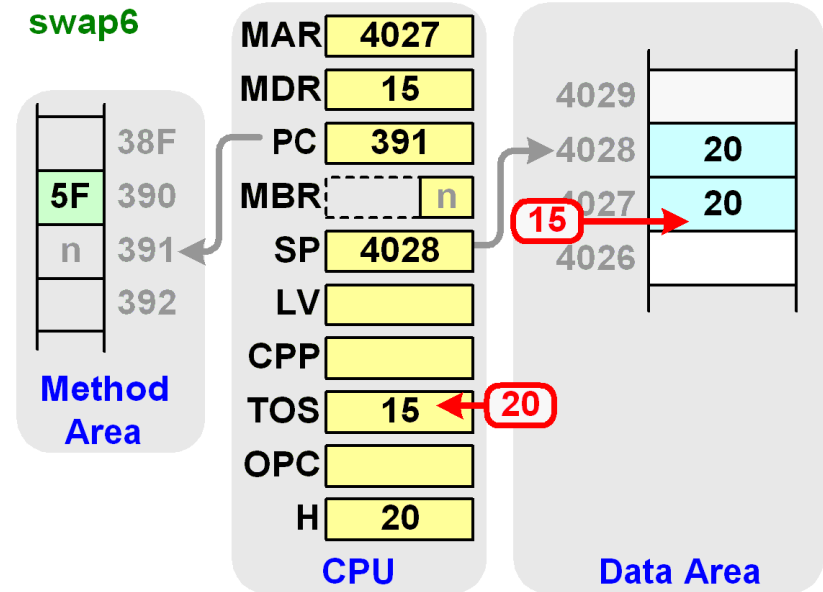 swap6
38F
5F 390
n 391
392
Method
Area
MAR 4027
MDR 15
PC 391
MBR n
SP 4028
LV
CPP
TOS 15
20
OPC
H 20
CPU
4029
4028 20
4027 20
15
4026
Data Area